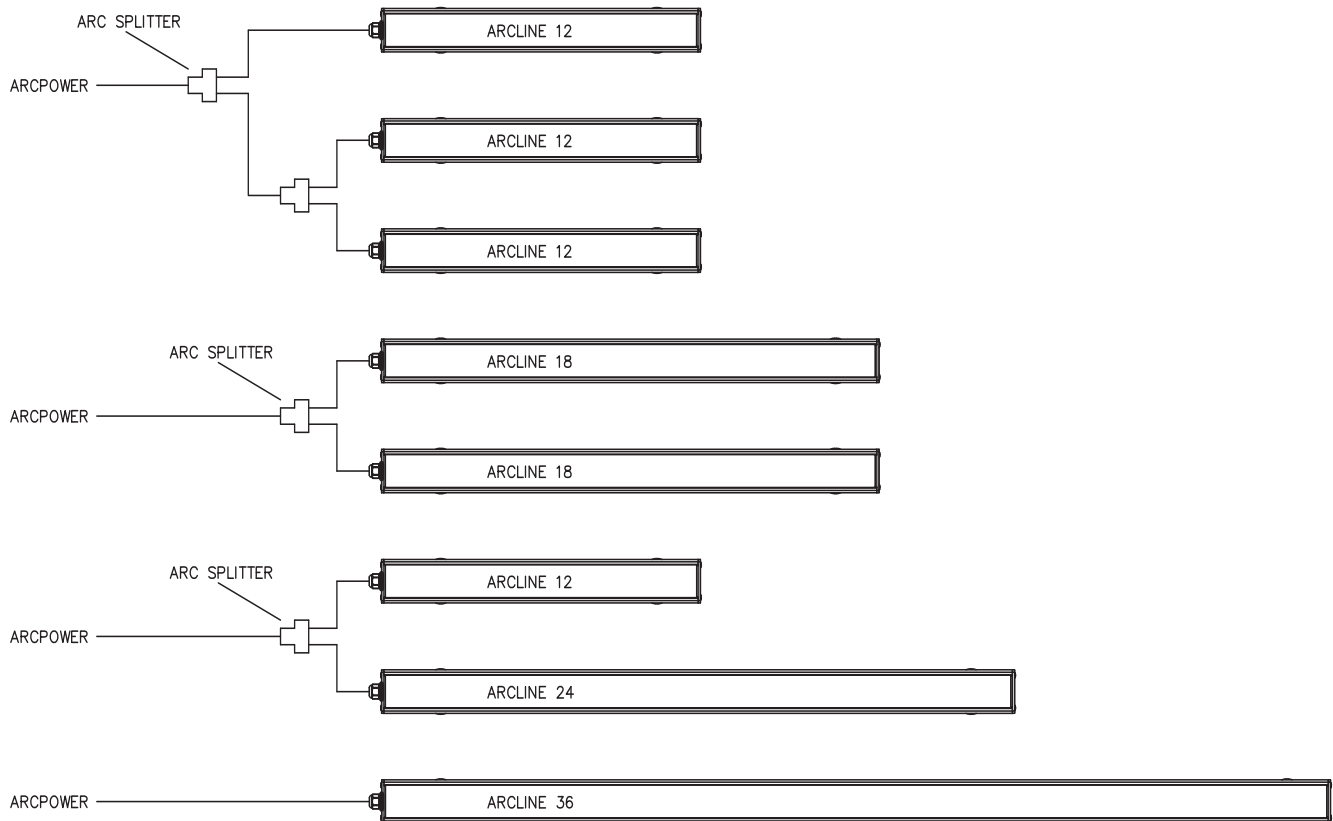 ARC SPLITTER
ARCLINE 12
ARCPOWER
ARCLINE 12
ARCLINE 12
ARC SPLITTER
ARCLINE 18
ARCPOWER
ARCLINE 18
ARC SPLITTER
ARCLINE 12
ARCPOWER
ARCLINE 24
ARCPOWER
ARCLINE 36